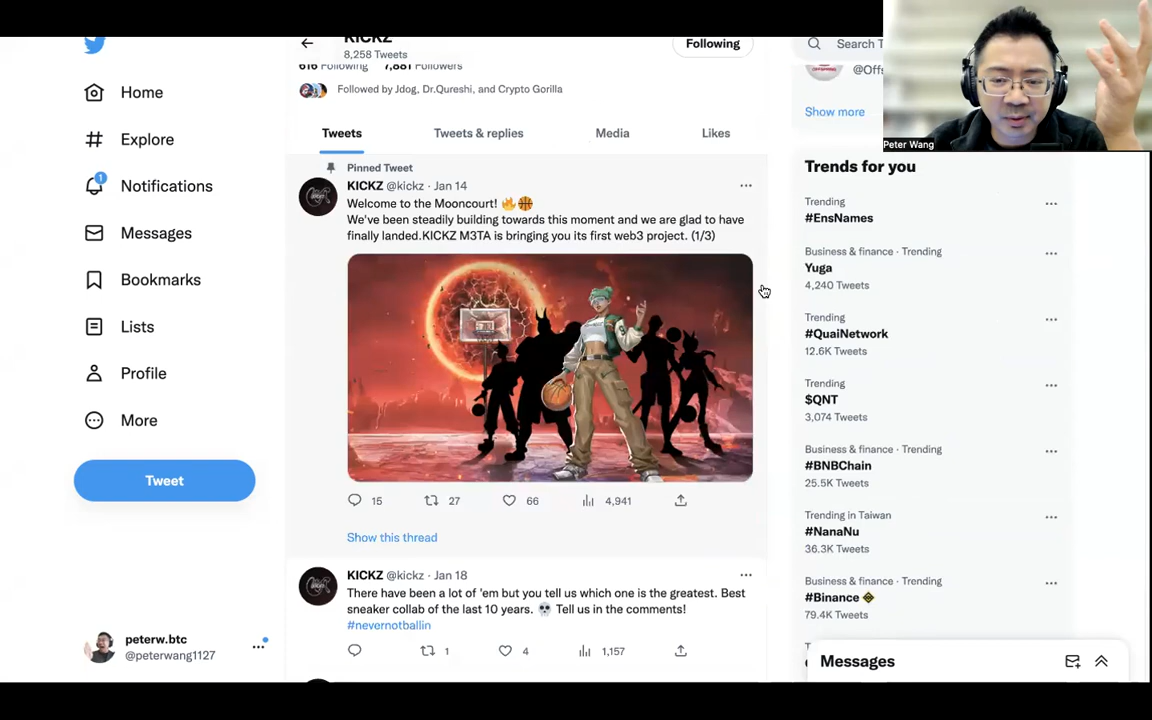 KICKZ
8,258 Tweets
Following
Search T
616 Following 7,881 Followers
@Offs
Followed by Jdog, Dr.Qureshi, and Crypto Gorilla
Show more
Peter Wang
Home
Explore
1
Notifications
Messages
Bookmarks
Lists
Profile
More
Tweet
peterw.btc
@peterwang1127
Tweets
Tweets & replies
Media
Likes
Pinned Tweet
KICKZ @kickz · Jan 14
Welcome to the Mooncourt! 🔥🏀
We've been steadily building towards this moment and we are glad to have
finally landed.KICKZ M3TA is bringing you its first web3 project. (1/3)
15
27
66
4,941
Show this thread
KICKZ @kickz · Jan 18
There have been a lot of 'em but you tell us which one is the greatest. Best
sneaker collab of the last 10 years. 💀 Tell us in the comments!
#nevernotballin
1
4
1,157
Trends for you
Trending
#EnsNames
Business & finance · Trending
Yuga
4,240 Tweets
Trending
#QuaiNetwork
12.6K Tweets
Trending
$QNT
3,074 Tweets
Business & finance · Trending
#BNBChain
25.5K Tweets
Trending in Taiwan
#NanaNu
36.3K Tweets
Business & finance · Trending
#Binance
79.4K Tweets
Messages